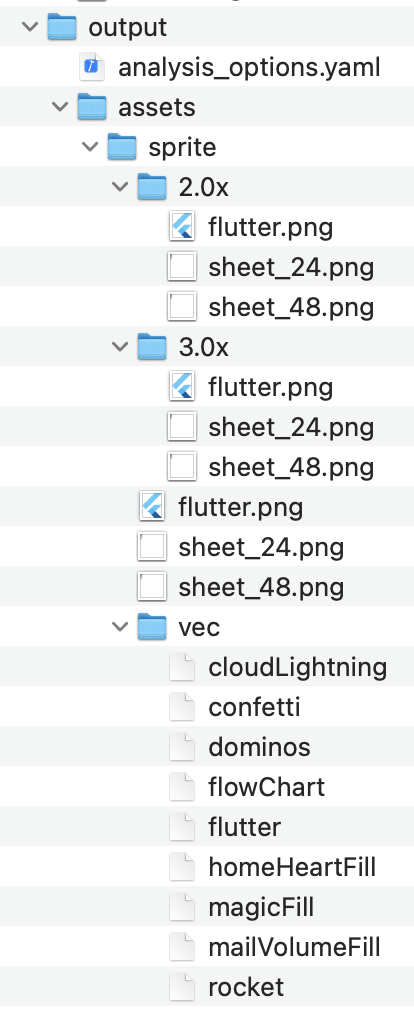 output
analysis_options.yaml
assets
sprite
2.0x
flutter.png
sheet_24.png
sheet_48.png
3.0x
flutter.png
sheet_24.png
sheet_48.png
flutter.png
sheet_24.png
sheet_48.png
vec
cloudLightning
confetti
dominos
flowChart
flutter
homeHeartFill
magicFill
mailVolumeFill
rocket